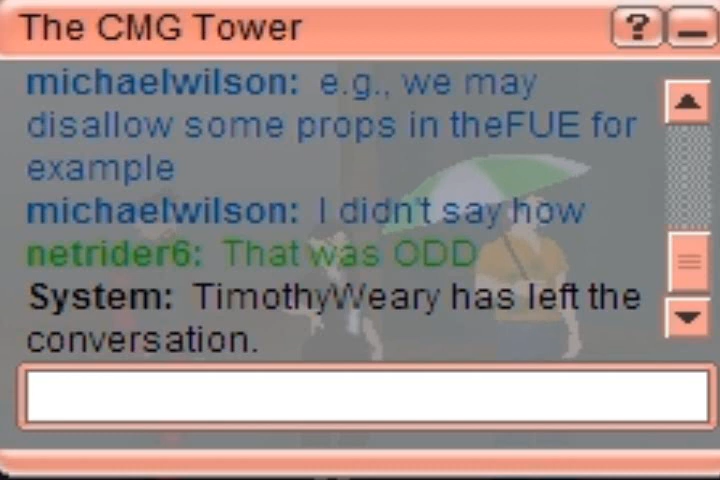 The CMG Tower
?
michaelwilson: e.g., we may
disallow some props in theFUE for
example
michaelwilson: I didn't say how
netrider6: That was ODD
System: TimothyWeary has left the
conversation.